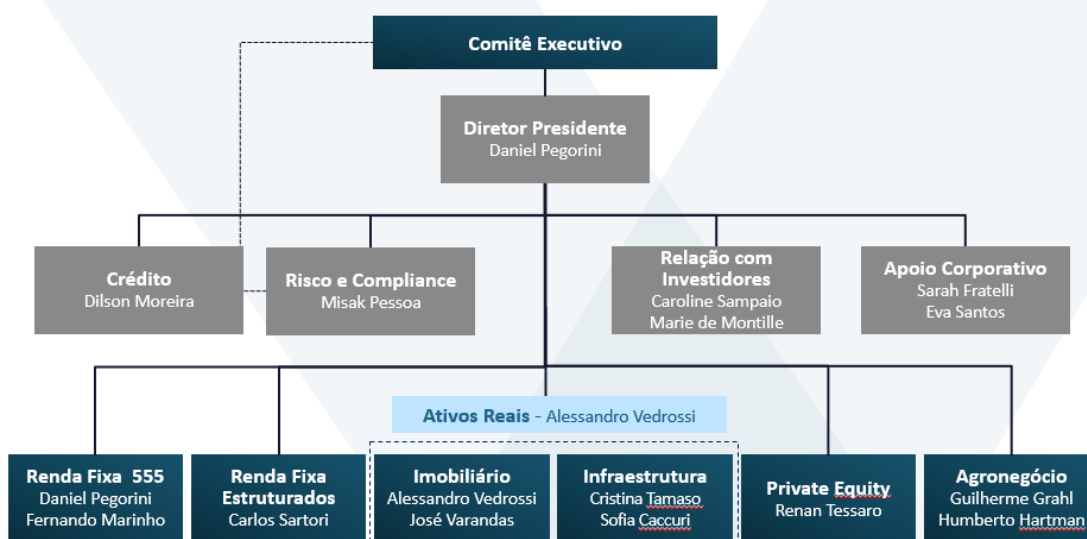 Comitê Executivo
Diretor Presidente
Daniel Pegorini
Crédito
Dilson Moreira
Risco e Compliance
Misak Pessoa
Relação com
Investidores
Caroline Sampaio
Marie de Montille
Apoio Corporativo
Sarah Fratelli
Eva Santos
Ativos Reais - Alessandro Vedrossi
Renda Fixa 555
Daniel Pegorini
Fernando Marinho
Renda Fixa
Estruturados
Carlos Sartori
Imobiliário
Alessandro Vedrossi
José Varandas
Infraestrutura
Cristina Tamaso
Sofia Caccuri
Private Equity
Renan Tessaro
Agronegócio
Guilherme Grahl
Humberto Hartman